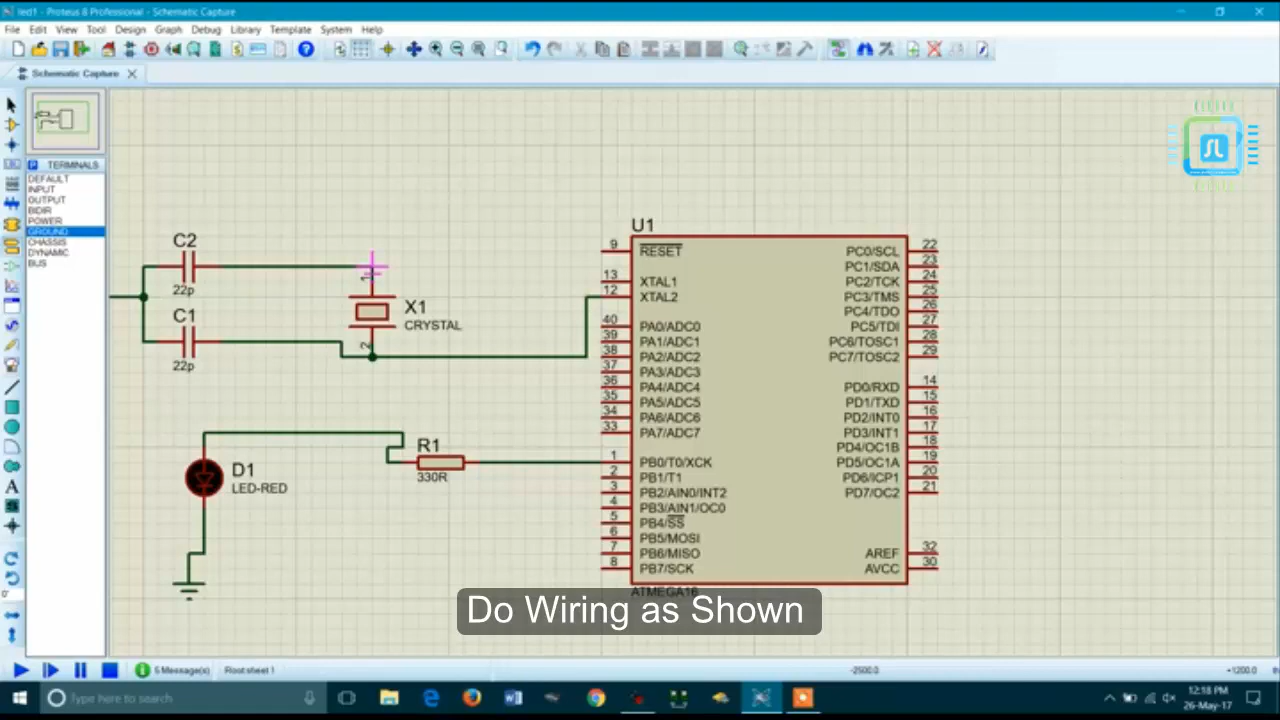 led1 - Proteus 8 Professional - Schematic Capture
File Edit View Tool Design Graph Debug Library Template System Help
Schematic Capture
P TERMINALS
DEFAULT
INPUT
OUTPUT
BIDIR
POWER
GROUND
CHASSIS
DYNAMIC
BUS
C2
22p
C1
22p
1
X1
CRYSTAL
2
R1
330R
D1
LED-RED
U1
9 RESET PC0/SCL 22
PC1/SDA 23
13 XTAL1 PC2/TCK 24
12 XTAL2 PC3/TMS 25
PC4/TDO 26
40 PA0/ADC0 PC5/TDI 27
39 PA1/ADC1 PC6/TOSC1 28
38 PA2/ADC2 PC7/TOSC2 29
37 PA3/ADC3
36 PA4/ADC4 PD0/RXD 14
35 PA5/ADC5 PD1/TXD 15
34 PA6/ADC6 PD2/INT0 16
33 PA7/ADC7 PD3/INT1 17
PD4/OC1B 18
1 PB0/T0/XCK PD5/OC1A 19
2 PB1/T1 PD6/ICP1 20
3 PB2/AIN0/INT2 PD7/OC2 21
4 PB3/AIN1/OC0
5 PB4/SS
6 PB5/MOSI
7 PB6/MISO AREF 32
8 PB7/SCK AVCC 30
ATMEGA16
Do Wiring as Shown
5 Message(s) Root sheet 1 -2500.0 -1200.0
Type here to search
12:18 PM
26-May-17